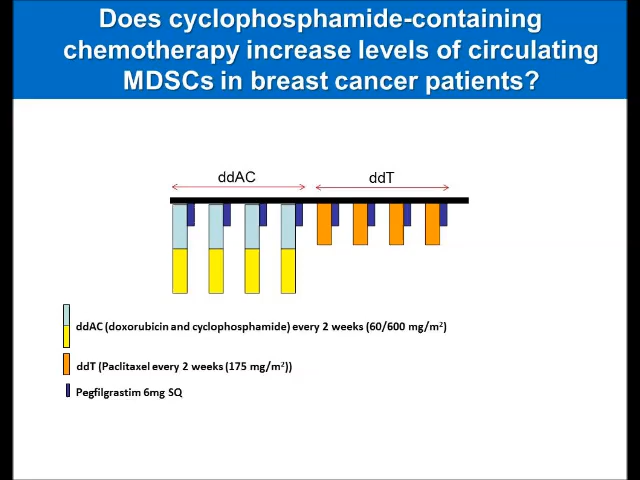 Does cyclophosphamide-containing
chemotherapy increase levels of circulating
MDSCs in breast cancer patients?
ddAC
ddT
ddAC (doxorubicin and cyclophosphamide) every 2 weeks (60/600 mg/m²)
ddT (Paclitaxel every 2 weeks (175 mg/m²))
Pegfilgrastim 6mg SQ